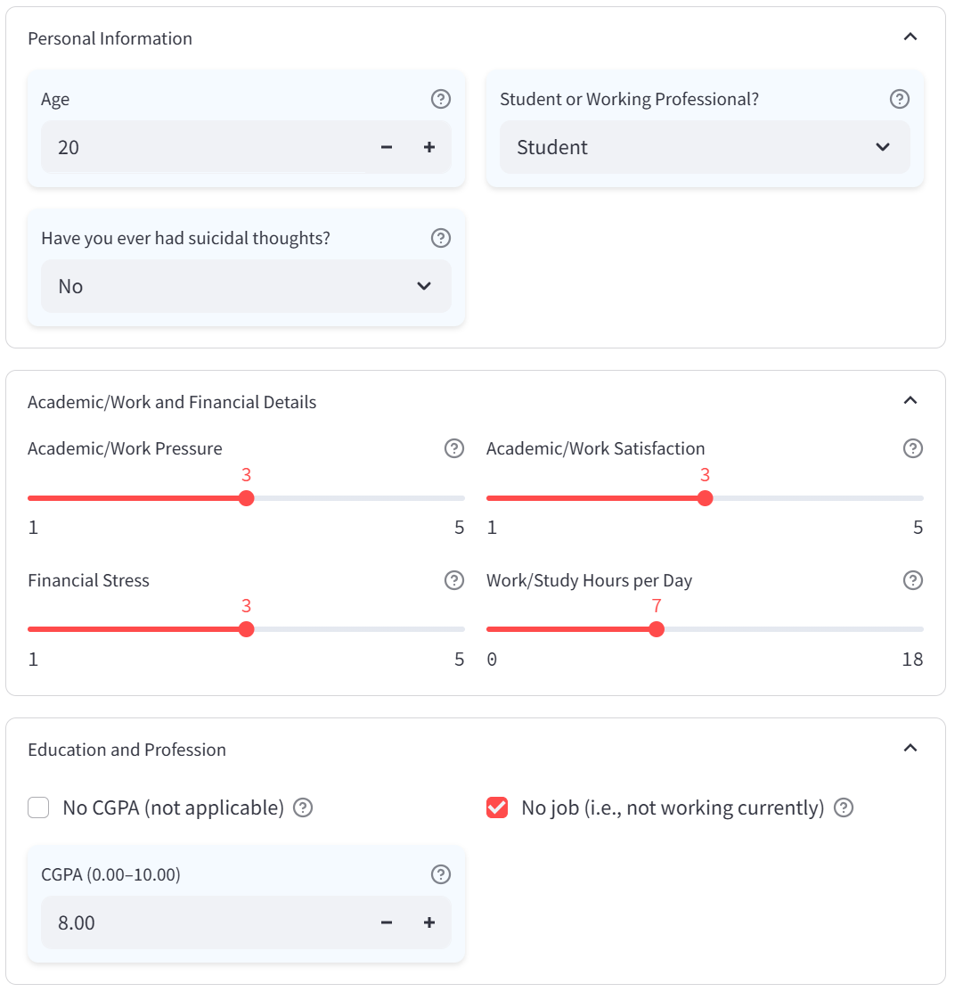 Personal Information
Age
20
Student or Working Professional?
Student
Have you ever had suicidal thoughts?
No
Academic/Work and Financial Details
Academic/Work Pressure
3
1 5
Academic/Work Satisfaction
3
1 5
Financial Stress
3
1 5
Work/Study Hours per Day
7
0 18
Education and Profession
No CGPA (not applicable)
No job (i.e., not working currently)
CGPA (0.00–10.00)
8.00